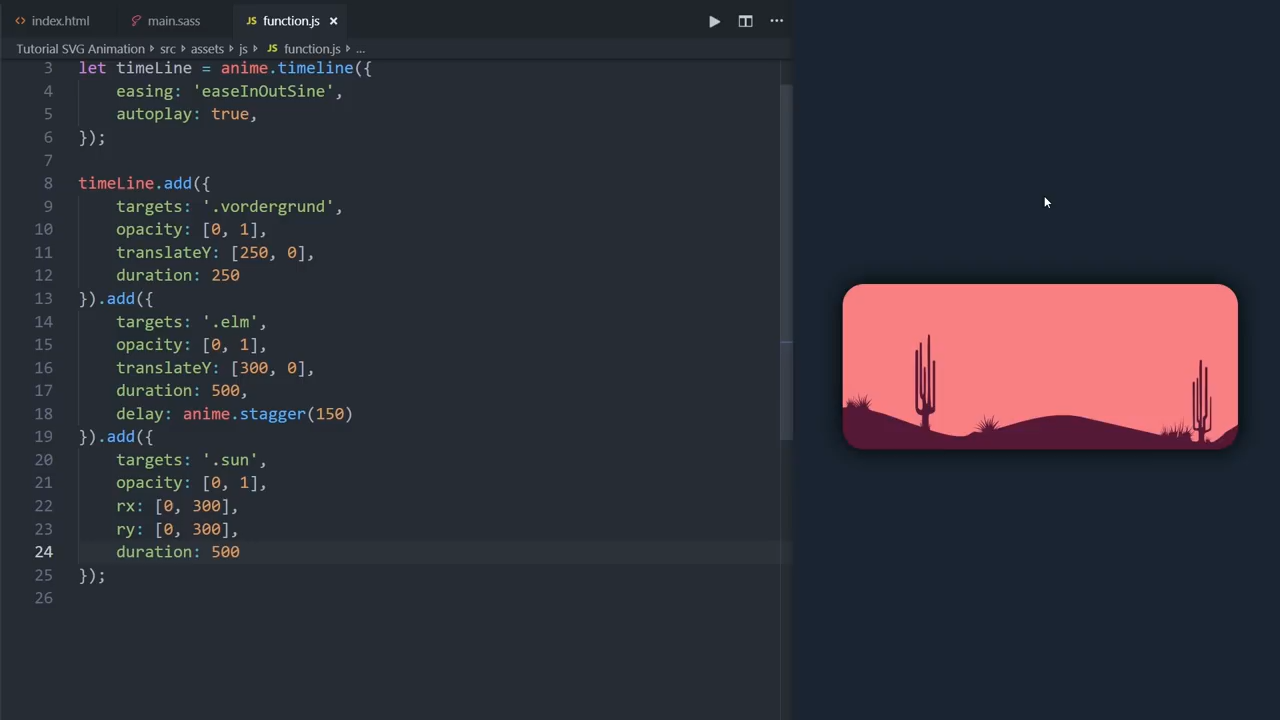 index.html main.sass JS function.js ×
Tutorial SVG Animation > src > assets > js > JS function.js > ...
3 let timeLine = anime.timeline({
4 easing: 'easeInOutSine',
5 autoplay: true,
6 });
7
8 timeLine.add({
9 targets: '.vordergrund',
10 opacity: [0, 1],
11 translateY: [250, 0],
12 duration: 250
13 }).add({
14 targets: '.elm',
15 opacity: [0, 1],
16 translateY: [300, 0],
17 duration: 500,
18 delay: anime.stagger(150)
19 }).add({
20 targets: '.sun',
21 opacity: [0, 1],
22 rx: [0, 300],
23 ry: [0, 300],
24 duration: 500
25 });
26